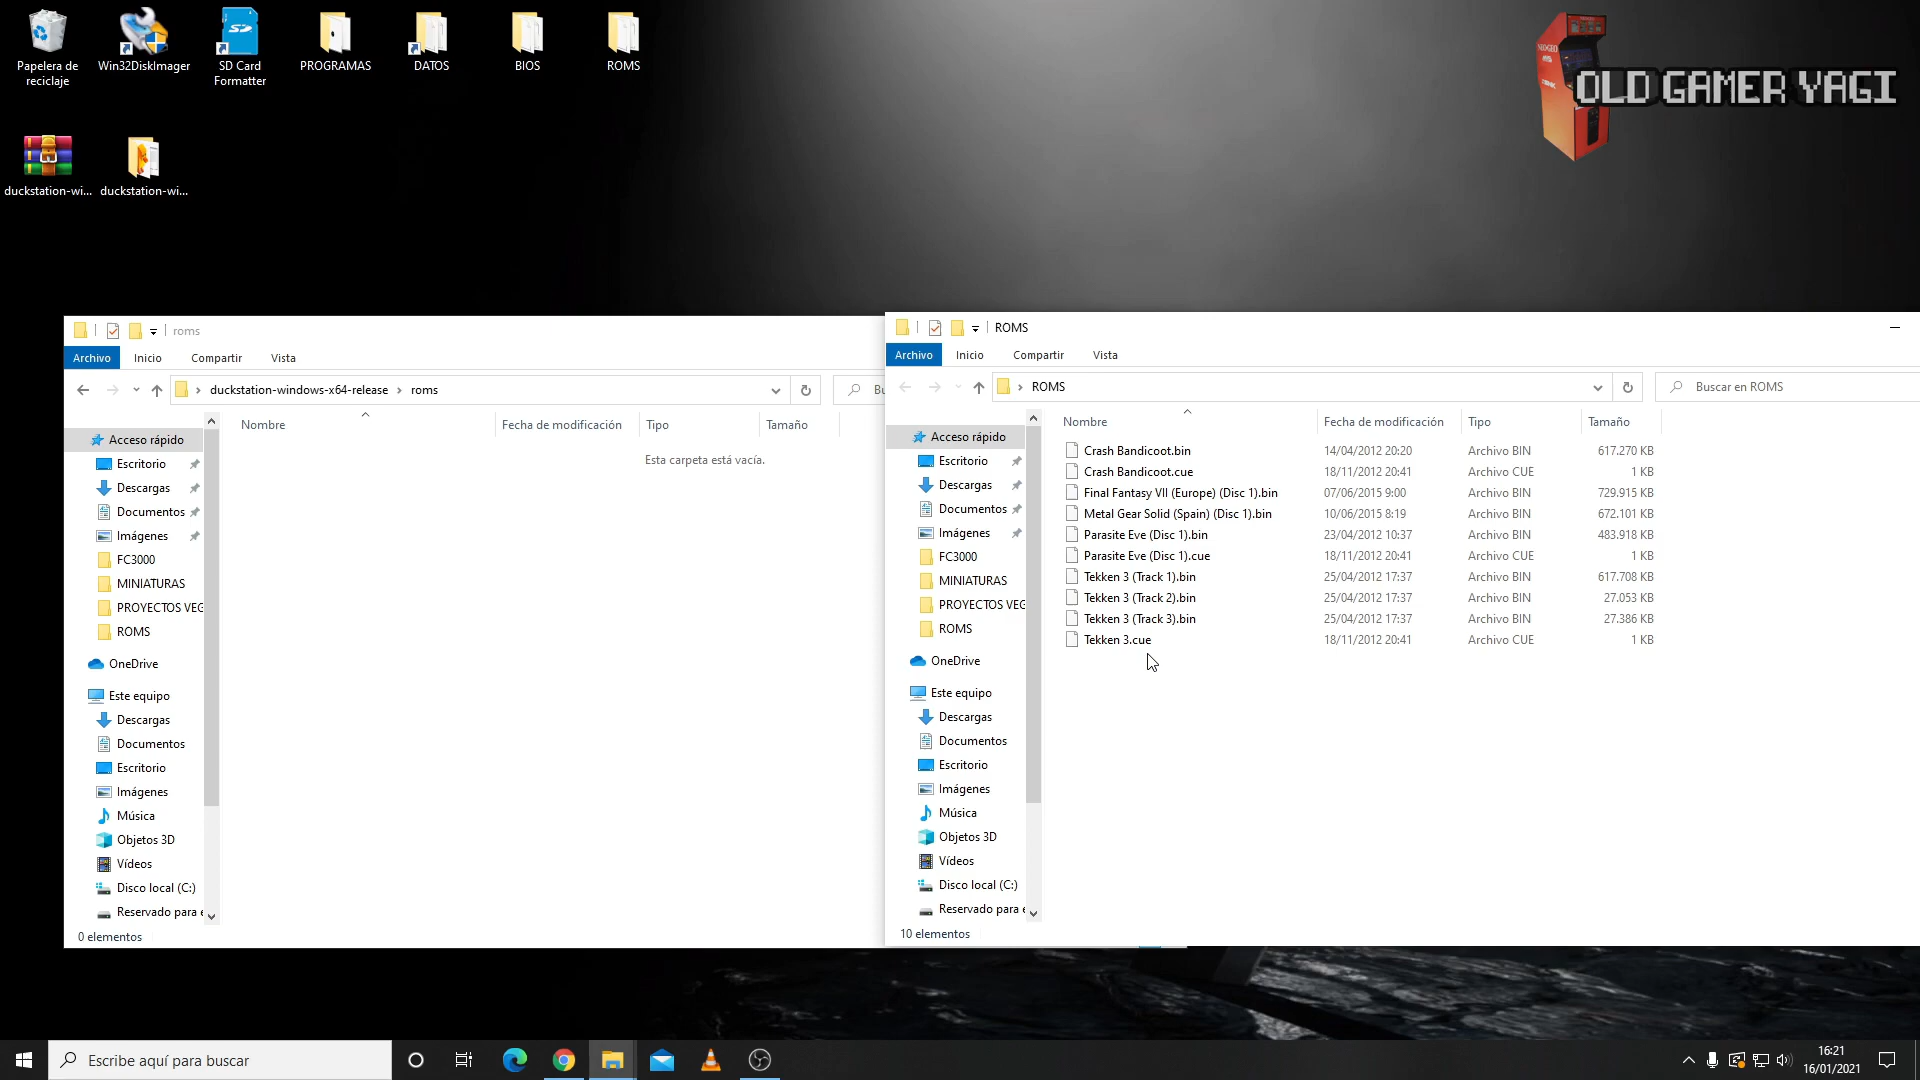 Papelera de
reciclaje
Win32DiskImager
SD Card
Formatter
PROGRAMAS
DATOS
BIOS
ROMS
OLD GAMER YAGI
duckstation-wi...
duckstation-wi...
roms
Archivo
Inicio
Compartir
Vista
duckstation-windows-x64-release
roms
Bu
Nombre
Fecha de modificación
Tipo
Tamaño
Esta carpeta está vacía.
Acceso rápido
Escritorio
Descargas
Documentos
Imágenes
FC3000
MINIATURAS
PROYECTOS VEG
ROMS
OneDrive
Este equipo
Descargas
Documentos
Escritorio
Imágenes
Música
Objetos 3D
Vídeos
Disco local (C:)
Reservado para e
0 elementos
ROMS
Archivo
Inicio
Compartir
Vista
ROMS
Buscar en ROMS
Nombre
Fecha de modificación
Tipo
Tamaño
Crash Bandicoot.bin 14/04/2012 20:20 Archivo BIN 617.270 KB
Crash Bandicoot.cue 18/11/2012 20:41 Archivo CUE 1 KB
Final Fantasy VII (Europe) (Disc 1).bin 07/06/2015 9:00 Archivo BIN 729.915 KB
Metal Gear Solid (Spain) (Disc 1).bin 10/06/2015 8:19 Archivo BIN 672.101 KB
Parasite Eve (Disc 1).bin 23/04/2012 10:37 Archivo BIN 483.918 KB
Parasite Eve (Disc 1).cue 18/11/2012 20:41 Archivo CUE 1 KB
Tekken 3 (Track 1).bin 25/04/2012 17:37 Archivo BIN 617.708 KB
Tekken 3 (Track 2).bin 25/04/2012 17:37 Archivo BIN 27.053 KB
Tekken 3 (Track 3).bin 25/04/2012 17:37 Archivo BIN 27.386 KB
Tekken 3.cue 18/11/2012 20:41 Archivo CUE 1 KB
Acceso rápido
Escritorio
Descargas
Documentos
Imágenes
FC3000
MINIATURAS
PROYECTOS VEG
ROMS
OneDrive
Este equipo
Descargas
Documentos
Escritorio
Imágenes
Música
Objetos 3D
Vídeos
Disco local (C:)
Reservado para e
10 elementos
Escribe aquí para buscar
16:21
16/01/2021